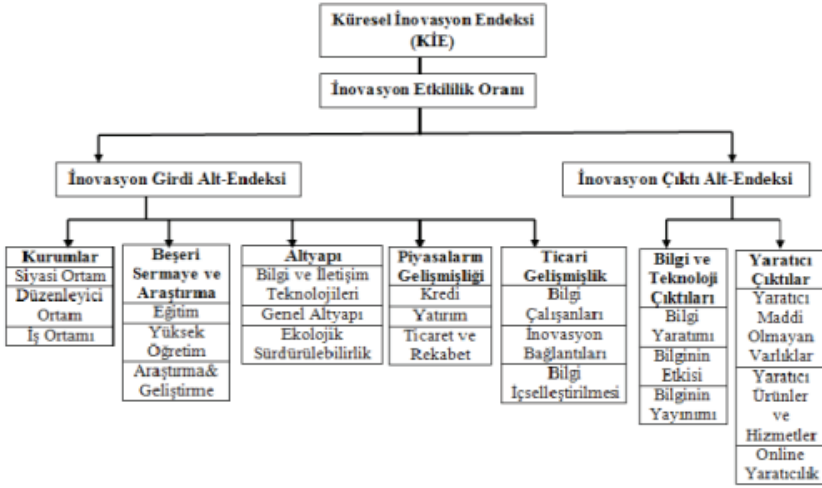 Küresel İnovasyon Endeksi
(KİE)
İnovasyon Etkililik Oranı
İnovasyon Girdi Alt-Endeksi
İnovasyon Çıktı Alt-Endeksi
Kurumlar
Siyasi Ortam
Düzenleyici
Ortam
İş Ortamı
Beşeri
Sermaye ve
Araştırma
Eğitim
Yüksek
Öğretim
Araştırma&
Geliştirme
Altyapı
Bilgi ve İletişim
Teknolojileri
Genel Altyapı
Ekolojik
Sürdürülebilirlik
Piyasaların
Gelişmişliği
Kredi
Yatırım
Ticaret ve
Rekabet
Ticari
Gelişmişlik
Bilgi
Çalışanları
İnovasyon
Bağlantıları
Bilgi
İçselleştirilmesi
Bilgi ve
Teknoloji
Çıktıları
Bilgi
Yaratımı
Bilginin
Etkisi
Bilginin
Yayınımı
Yaratıcı
Çıktılar
Yaratıcı
Maddi
Olmayan
Varlıklar
Yaratıcı
Ürünler
ve
Hizmetler
Online
Yaratıcılık